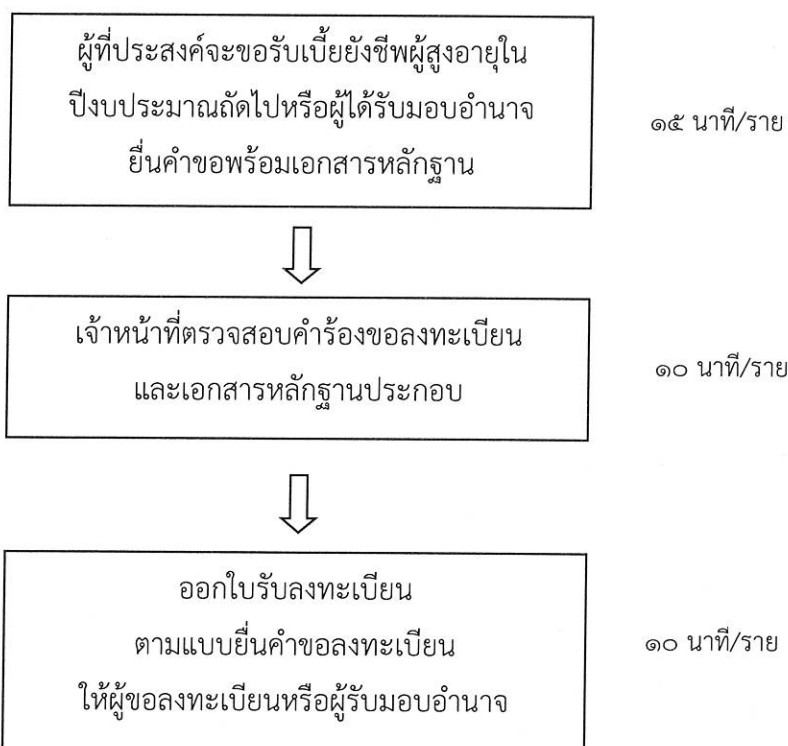 ผู้ที่ประสงค์จะขอรับเบี้ยยังชีพผู้สูงอายุใน
ปีงบประมาณถัดไปหรือผู้ได้รับมอบอำนาจ
ยื่นคำขอพร้อมเอกสารหลักฐาน
๑๕ นาที/ราย
เจ้าหน้าที่ตรวจสอบคำร้องขอลงทะเบียน
และเอกสารหลักฐานประกอบ
๑๐ นาที/ราย
ออกใบรับลงทะเบียน
ตามแบบยื่นคำขอลงทะเบียน
ให้ผู้ขอลงทะเบียนหรือผู้รับมอบอำนาจ
๑๐ นาที/ราย